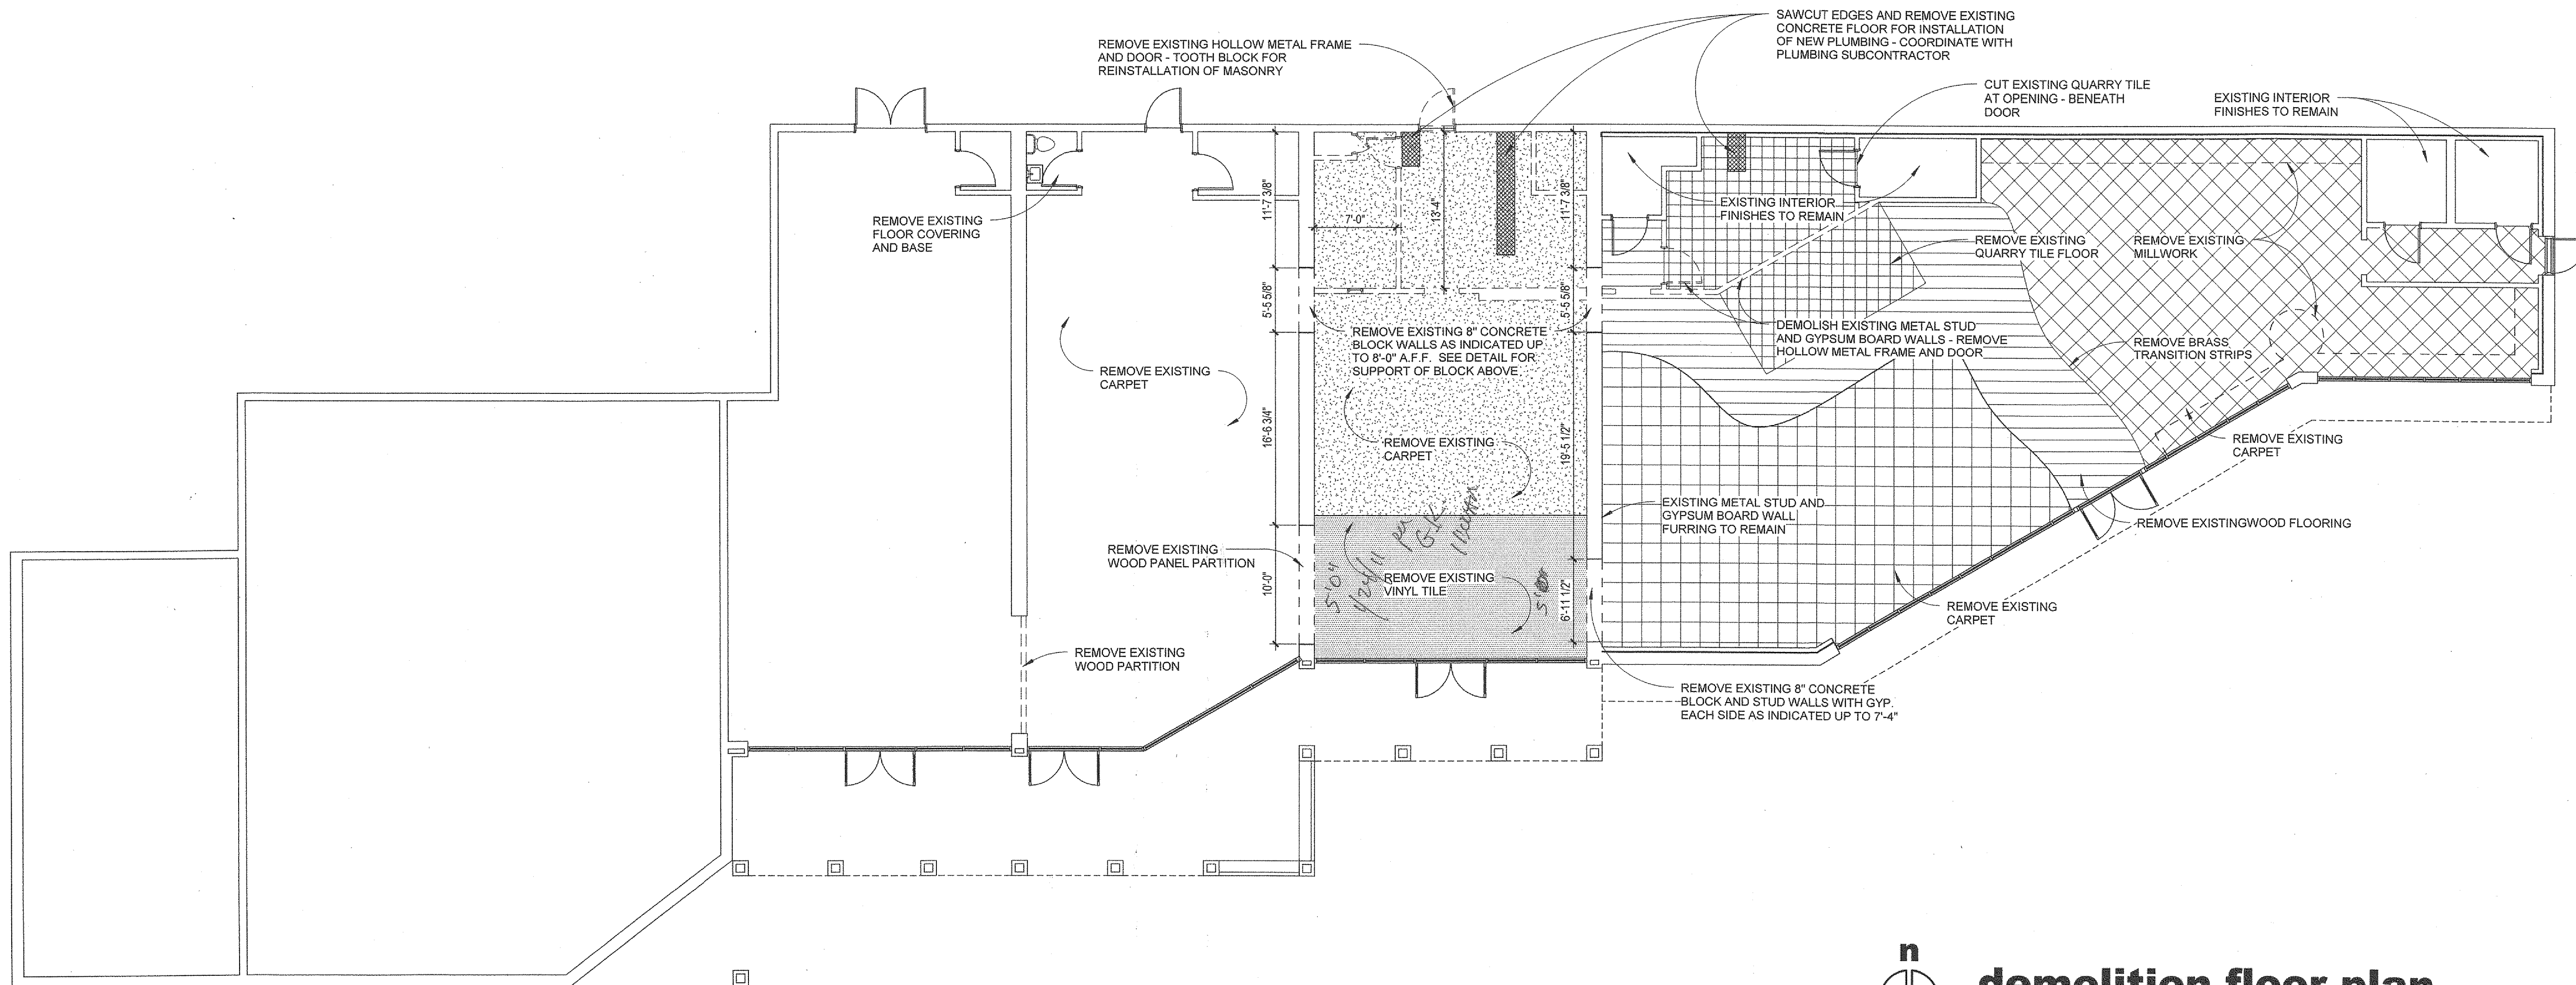 SAWCUT EDGES AND REMOVE EXISTING
CONCRETE FLOOR FOR INSTALLATION
OF NEW PLUMBING - COORDINATE WITH
PLUMBING SUBCONTRACTOR
REMOVE EXISTING HOLLOW METAL FRAME
AND DOOR - TOOTH BLOCK FOR
REINSTALLATION OF MASONRY
CUT EXISTING QUARRY TILE
AT OPENING - BENEATH
DOOR
EXISTING INTERIOR
FINISHES TO REMAIN
REMOVE EXISTING
FLOOR COVERING
AND BASE
11'-7 3/8"
7'-0"
13'-4"
11'-7 3/8"
EXISTING INTERIOR
FINISHES TO REMAIN
REMOVE EXISTING
QUARRY TILE FLOOR
REMOVE EXISTING
MILLWORK
5'-5 5/8"
5'-5 5/8"
REMOVE EXISTING 8" CONCRETE
BLOCK WALLS AS INDICATED UP
TO 8'-0" A.F.F. SEE DETAIL FOR
SUPPORT OF BLOCK ABOVE
DEMOLISH EXISTING METAL STUD
AND GYPSUM BOARD WALLS - REMOVE
HOLLOW METAL FRAME AND DOOR
REMOVE BRASS
TRANSITION STRIPS
REMOVE EXISTING
CARPET
16'-6 3/4"
REMOVE EXISTING
CARPET
19'-5 1/2"
REMOVE EXISTING
CARPET
EXISTING METAL STUD AND
GYPSUM BOARD WALL
FURRING TO REMAIN
REMOVE EXISTINGWOOD FLOORING
REMOVE EXISTING
WOOD PANEL PARTITION
10'-0"
5'04
1/24/11 per
G.K.
REMOVE EXISTING
VINYL TILE
6'-11 1/2"
REMOVE EXISTING
CARPET
REMOVE EXISTING
WOOD PARTITION
REMOVE EXISTING 8" CONCRETE
BLOCK AND STUD WALLS WITH GYP.
EACH SIDE AS INDICATED UP TO 7'-4"
n
demolition floor plan